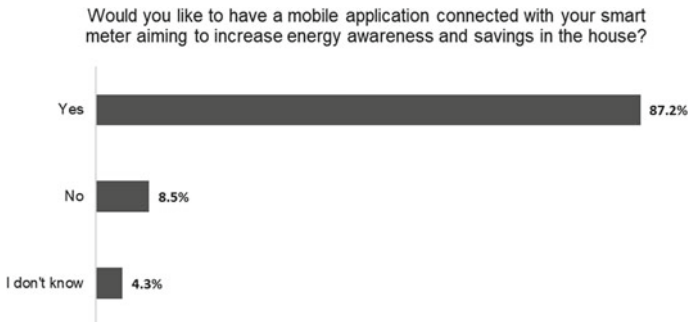 Would you like to have a mobile application connected with your smart
meter aiming to increase energy awareness and savings in the house?
Yes
87.2%
No
8.5%
I don't know
4.3%